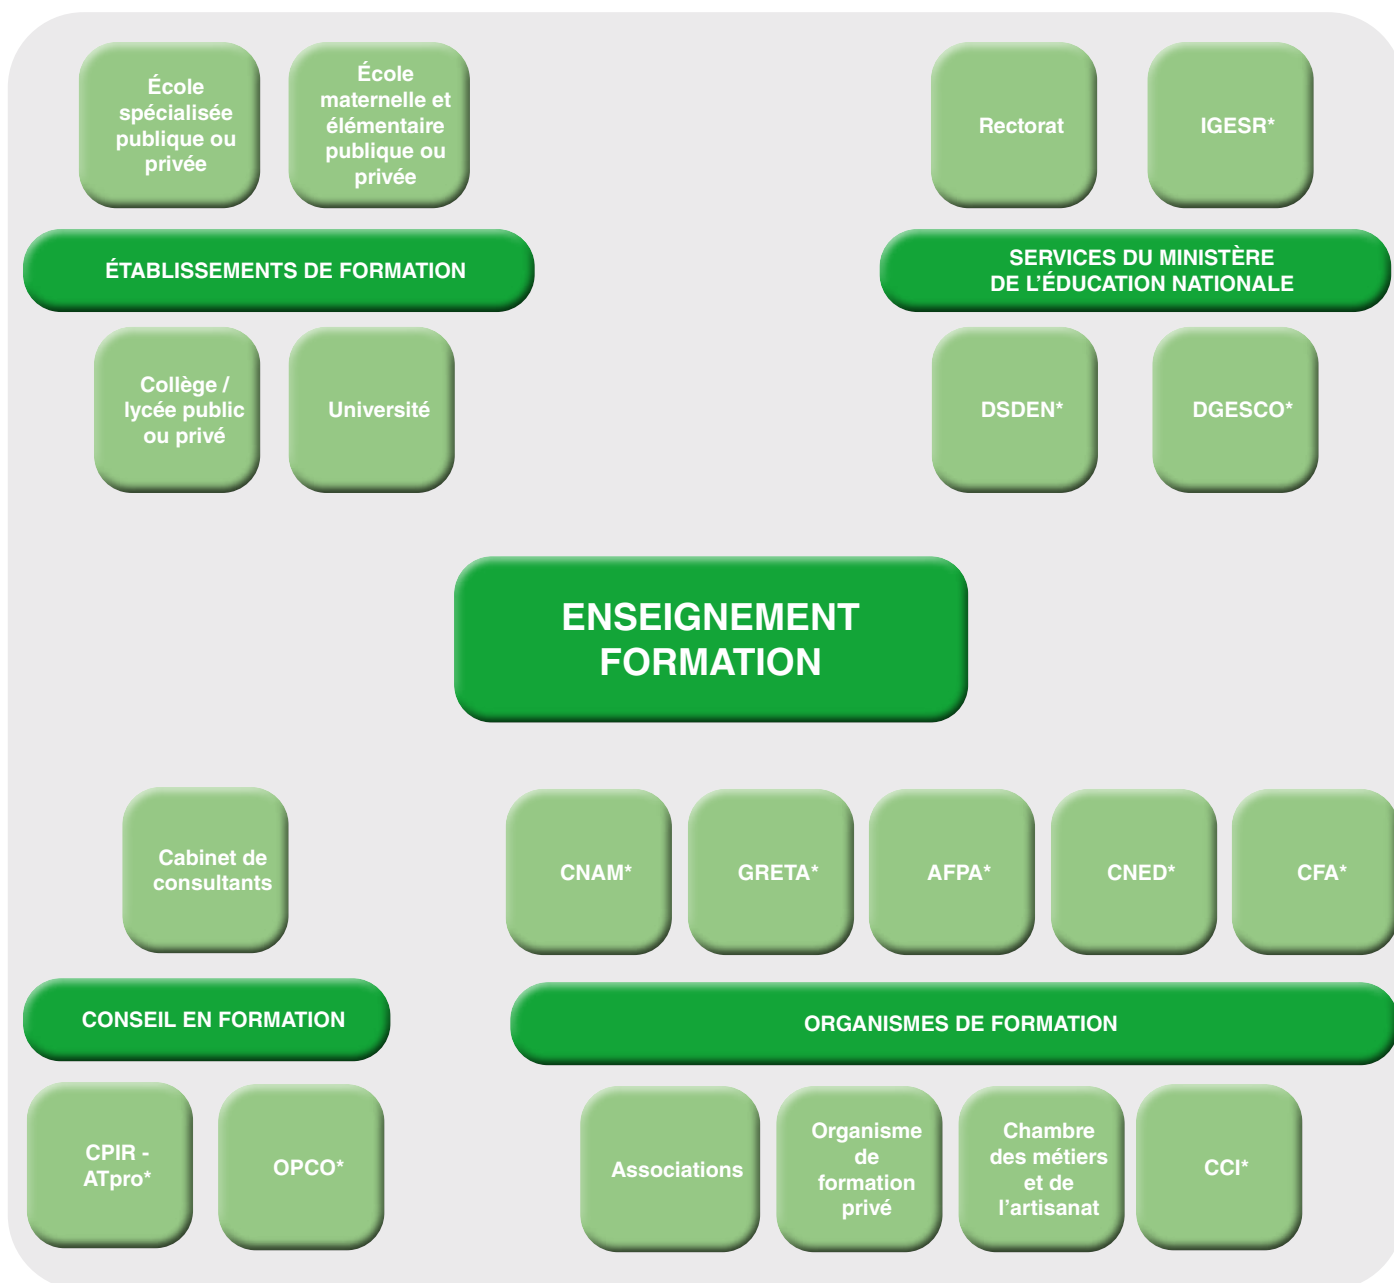 École
spécialisée
publique ou
privée
École
maternelle et
élémentaire
publique ou
privée
Rectorat
IGESR*
ÉTABLISSEMENTS DE FORMATION
SERVICES DU MINISTÈRE
DE L'ÉDUCATION NATIONALE
Collège /
lycée public
ou privé
Université
DSDEN*
DGESCO*
ENSEIGNEMENT
FORMATION
Cabinet de
consultants
CNAM*
GRETA*
AFPA*
CNED*
CFA*
CONSEIL EN FORMATION
ORGANISMES DE FORMATION
CPIR -
ATpro*
OPCO*
Associations
Organisme
de
formation
privé
Chambre
des métiers
et de
l'artisanat
CCI*